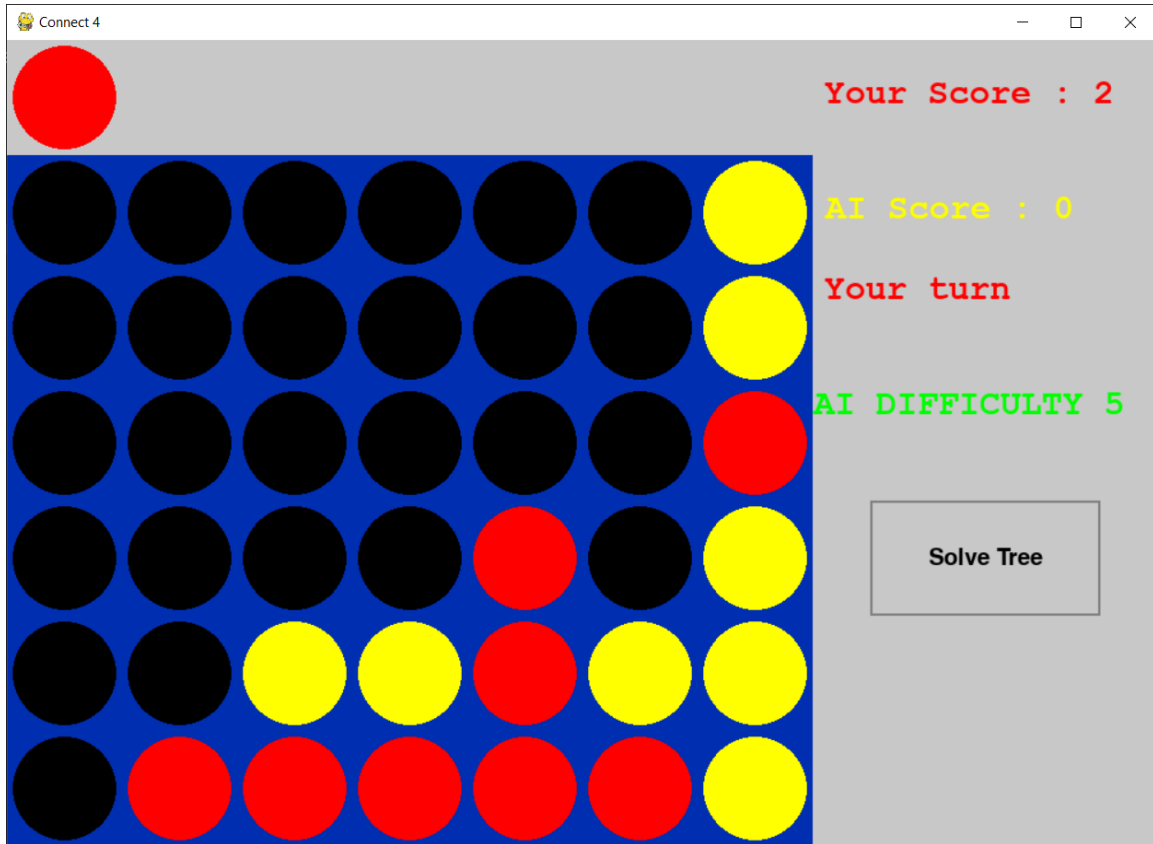 Connect 4
Your Score : 2
AI Score : 0
Your turn
AI DIFFICULTY 5
Solve Tree